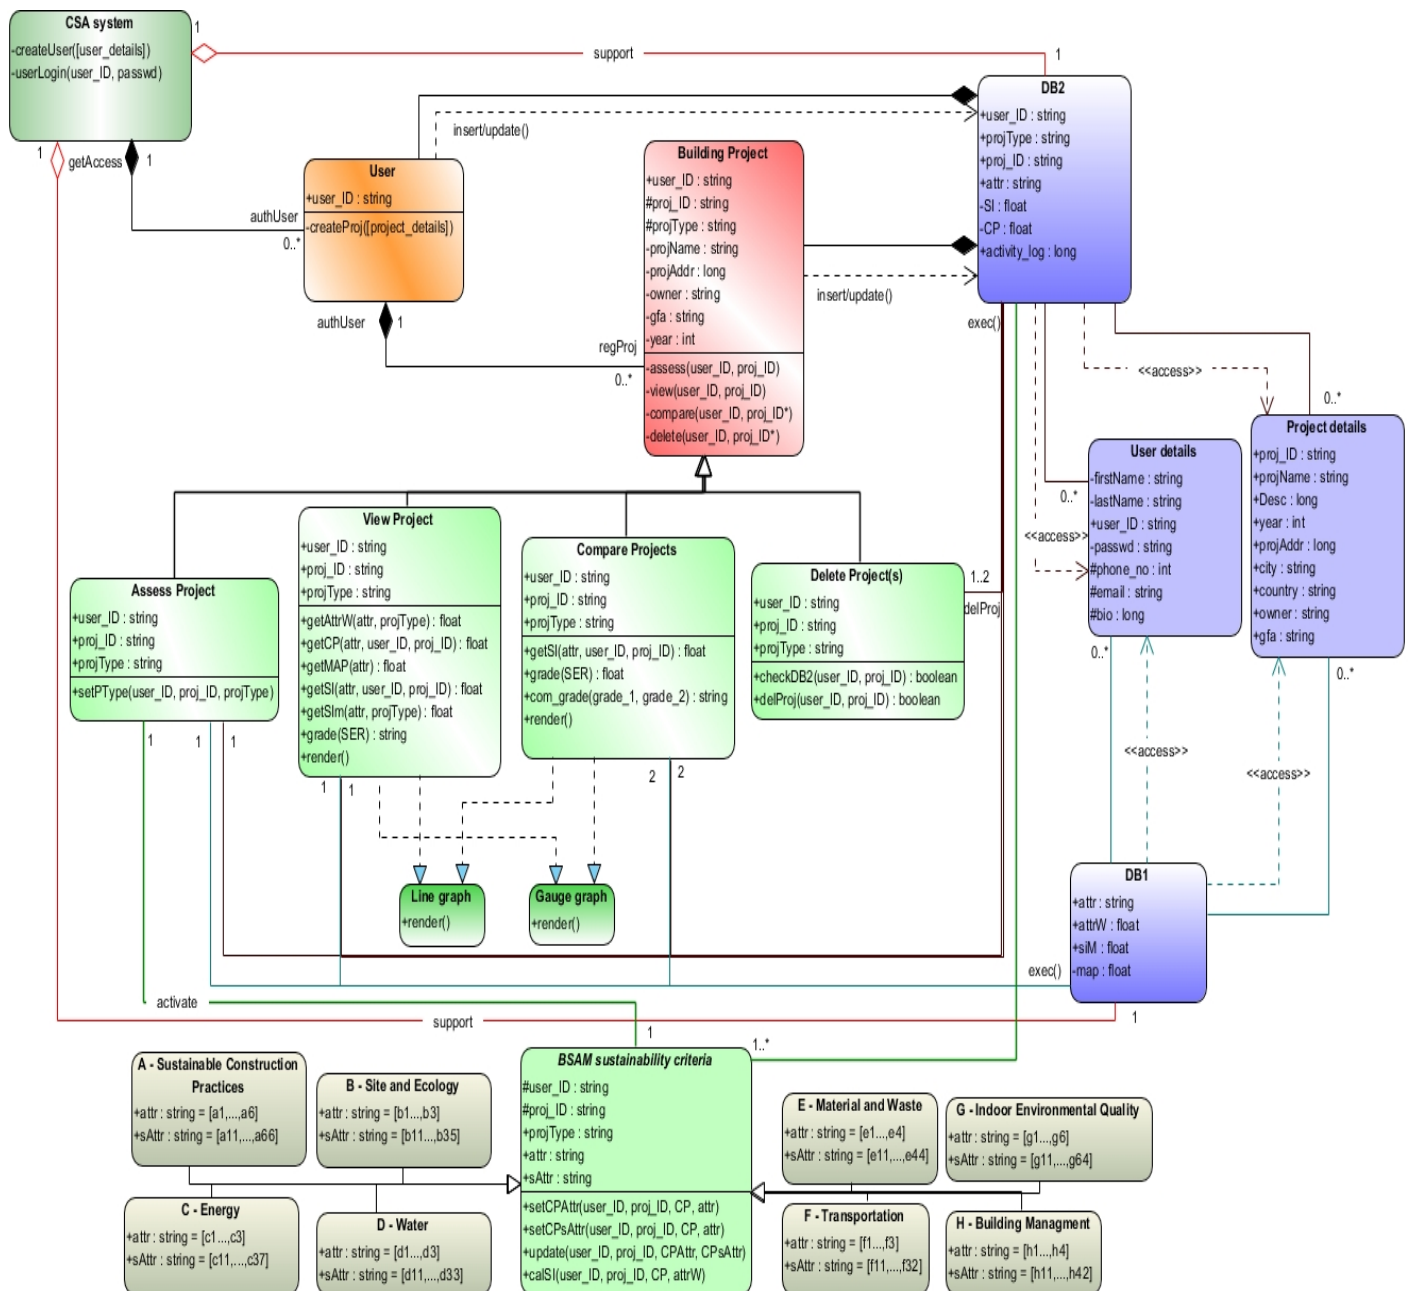 CSA system
-createUser([user_details])
-userLogin(user_ID, passwd)
1
support
1
1
getAccess
1
authUser
0..*
User
+user_ID : string
-createProj([project_details])
insert/update()
authUser
1
regProj
0..*
Building Project
+user_ID : string
#proj_ID : string
#projType : string
-projName : string
-projAddr : long
-owner : string
-gfa : string
-year : int
-assess(user_ID, proj_ID)
-view(user_ID, proj_ID)
-compare(user_ID, proj_ID*)
-delete(user_ID, proj_ID*)
insert/update()
DB2
+user_ID : string
+projType : string
+proj_ID : string
+attr : string
-SI : float
-CP : float
+activity_log : long
exec()
<<access>>
0..*
0..*
<<access>>
User details
-firstName : string
-lastName : string
+user_ID : string
-passwd : string
#phone_no : int
#email : string
#bio : long
0..*
Project details
+proj_ID : string
+projName : string
+Desc : long
+year : int
+projAddr : long
+city : string
+country : string
+owner : string
+gfa : string
0..*
Assess Project
+user_ID : string
+proj_ID : string
+projType : string
+setPType(user_ID, proj_ID, projType)
1
1
1
View Project
+user_ID : string
+proj_ID : string
+projType : string
+getAttrW(attr, projType) : float
+getCP(attr, user_ID, proj_ID) : float
+getMAP(attr) : float
+getSI(attr, user_ID, proj_ID) : float
+getSIm(attr, projType) : float
+grade(SER) : string
+render()
1
1
Compare Projects
+user_ID : string
+proj_ID : string
+projType : string
+getSI(attr, user_ID, proj_ID) : float
+grade(SER) : float
+com_grade(grade_1, grade_2) : string
+render()
2
2
Delete Project(s)
+user_ID : string
+proj_ID : string
+projType : string
+checkDB2(user_ID, proj_ID) : boolean
+delProj(user_ID, proj_ID) : boolean
1..2
delProj
<<access>>
<<access>>
Line graph
+render()
Gauge graph
+render()
DB1
+attr : string
+attrW : float
+siM : float
-map : float
exec()
1
activate
support
1
1..*
BSAM sustainability criteria
#user_ID : string
#proj_ID : string
+projType : string
+attr : string
+sAttr : string
+setCPAttr(user_ID, proj_ID, CP, attr)
+setCPsAttr(user_ID, proj_ID, CP, attr)
+update(user_ID, proj_ID, CPAttr, CPsAttr)
+calSI(user_ID, proj_ID, CP, attrW)
A - Sustainable Construction
Practices
+attr : string = [a1,...,a6]
+sAttr : string = [a11,...,a66]
B - Site and Ecology
+attr : string = [b1...,b3]
+sAttr : string = [b11...,b35]
C - Energy
+attr : string = [c1...,c3]
+sAttr : string = [c11,...,c37]
D - Water
+attr : string = [d1...,d3]
+sAttr : string = [d11,...,d33]
E - Material and Waste
+attr : string = [e1...,e4]
+sAttr : string = [e11,...,e44]
G - Indoor Environmental Quality
+attr : string = [g1...,g6]
+sAttr : string = [g11,...,g64]
F - Transportation
+attr : string = [f1...,f3]
+sAttr : string = [f11,...,f32]
H - Building Managment
+attr : string = [h1...,h4]
+sAttr : string = [h11,...,h42]